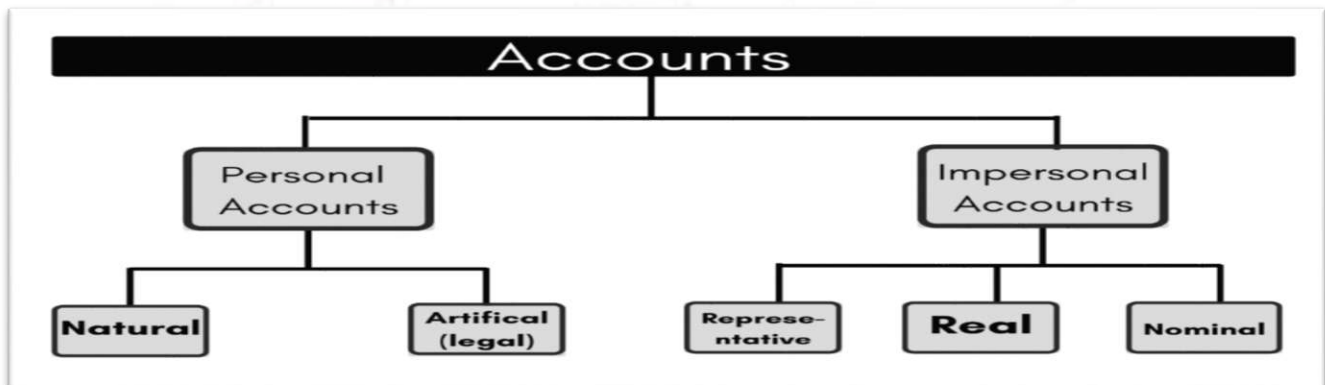 Accounts
Personal
Accounts
Impersonal
Accounts
Natural
Artifical
(legal)
Represe-
ntative
Real
Nominal